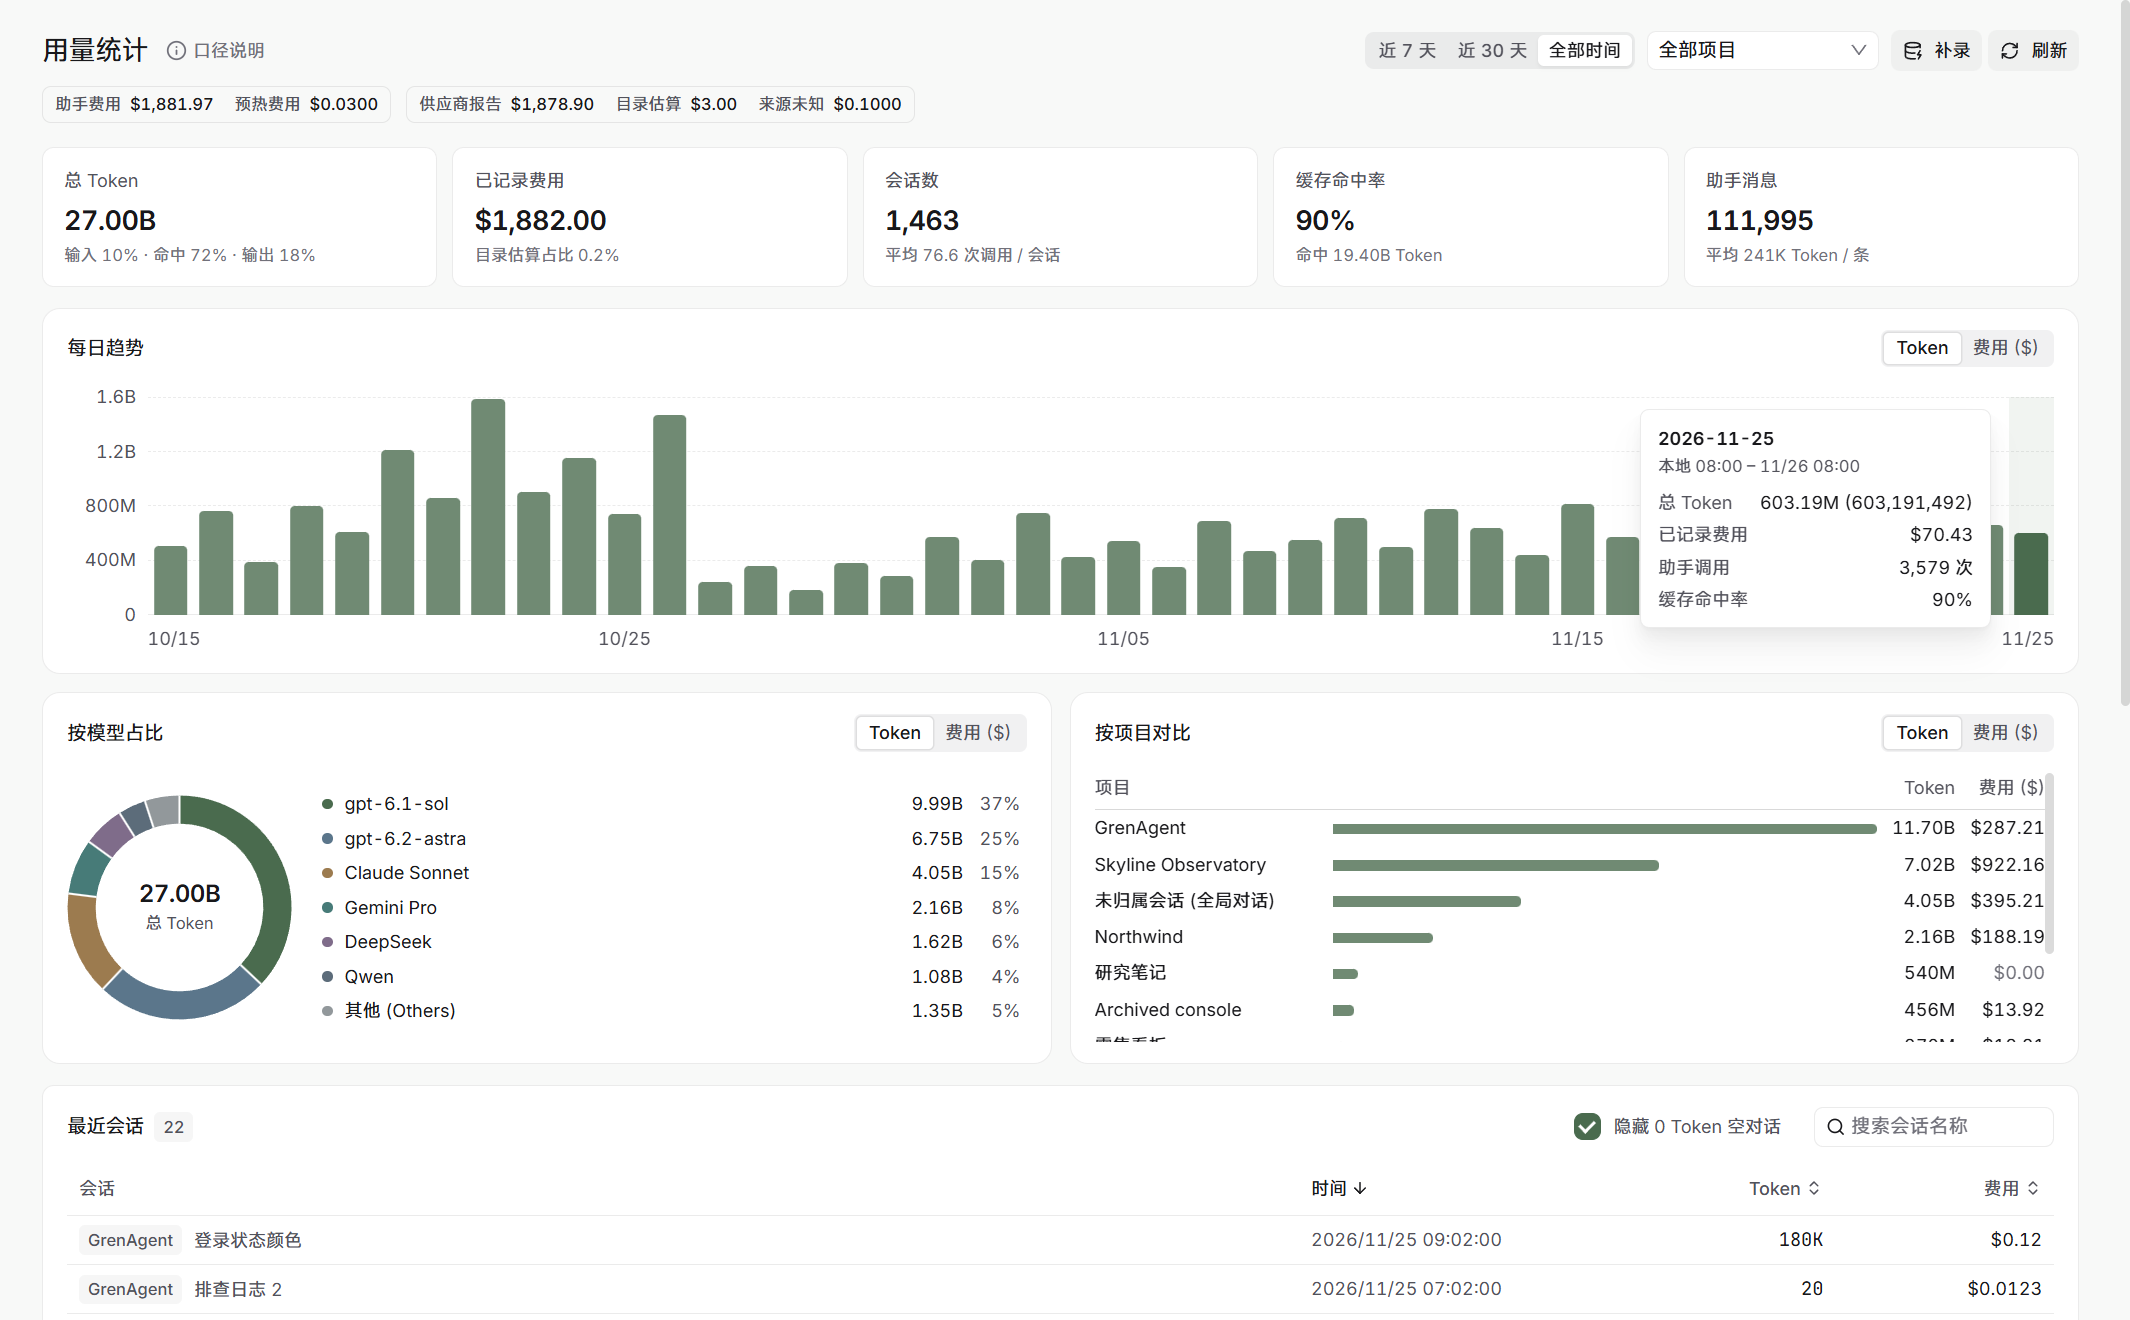 用量统计 口径说明
近 7 天 近 30 天 全部时间 全部项目 补录 刷新
助手费用 $1,881.97 预热费用 $0.0300 供应商报告 $1,878.90 目录估算 $3.00 来源未知 $0.1000
总 Token
27.00B
输入 10% · 命中 72% · 输出 18%
已记录费用
$1,882.00
目录估算占比 0.2%
会话数
1,463
平均 76.6 次调用 / 会话
缓存命中率
90%
命中 19.40B Token
助手消息
111,995
平均 241K Token / 条
每日趋势 Token 费用 ($)
1.6B
1.2B
800M
400M
0
10/15 10/25 11/05 11/15 11/25
2026-11-25
本地 08:00 – 11/26 08:00
总 Token 603.19M (603,191,492)
已记录费用 $70.43
助手调用 3,579 次
缓存命中率 90%
按模型占比 Token 费用 ($)
27.00B
总 Token
gpt-6.1-sol 9.99B 37%
gpt-6.2-astra 6.75B 25%
Claude Sonnet 4.05B 15%
Gemini Pro 2.16B 8%
DeepSeek 1.62B 6%
Qwen 1.08B 4%
其他 (Others) 1.35B 5%
按项目对比 Token 费用 ($)
项目 Token 费用 ($)
GrenAgent 11.70B $287.21
Skyline Observatory 7.02B $922.16
未归属会话 (全局对话) 4.05B $395.21
Northwind 2.16B $188.19
研究笔记 540M $0.00
Archived console 456M $13.92
最近会话 22 隐藏 0 Token 空对话 搜索会话名称
会话 时间 Token 费用
GrenAgent 登录状态颜色 2026/11/25 09:02:00 180K $0.12
GrenAgent 排查日志 2 2026/11/25 07:02:00 20 $0.0123